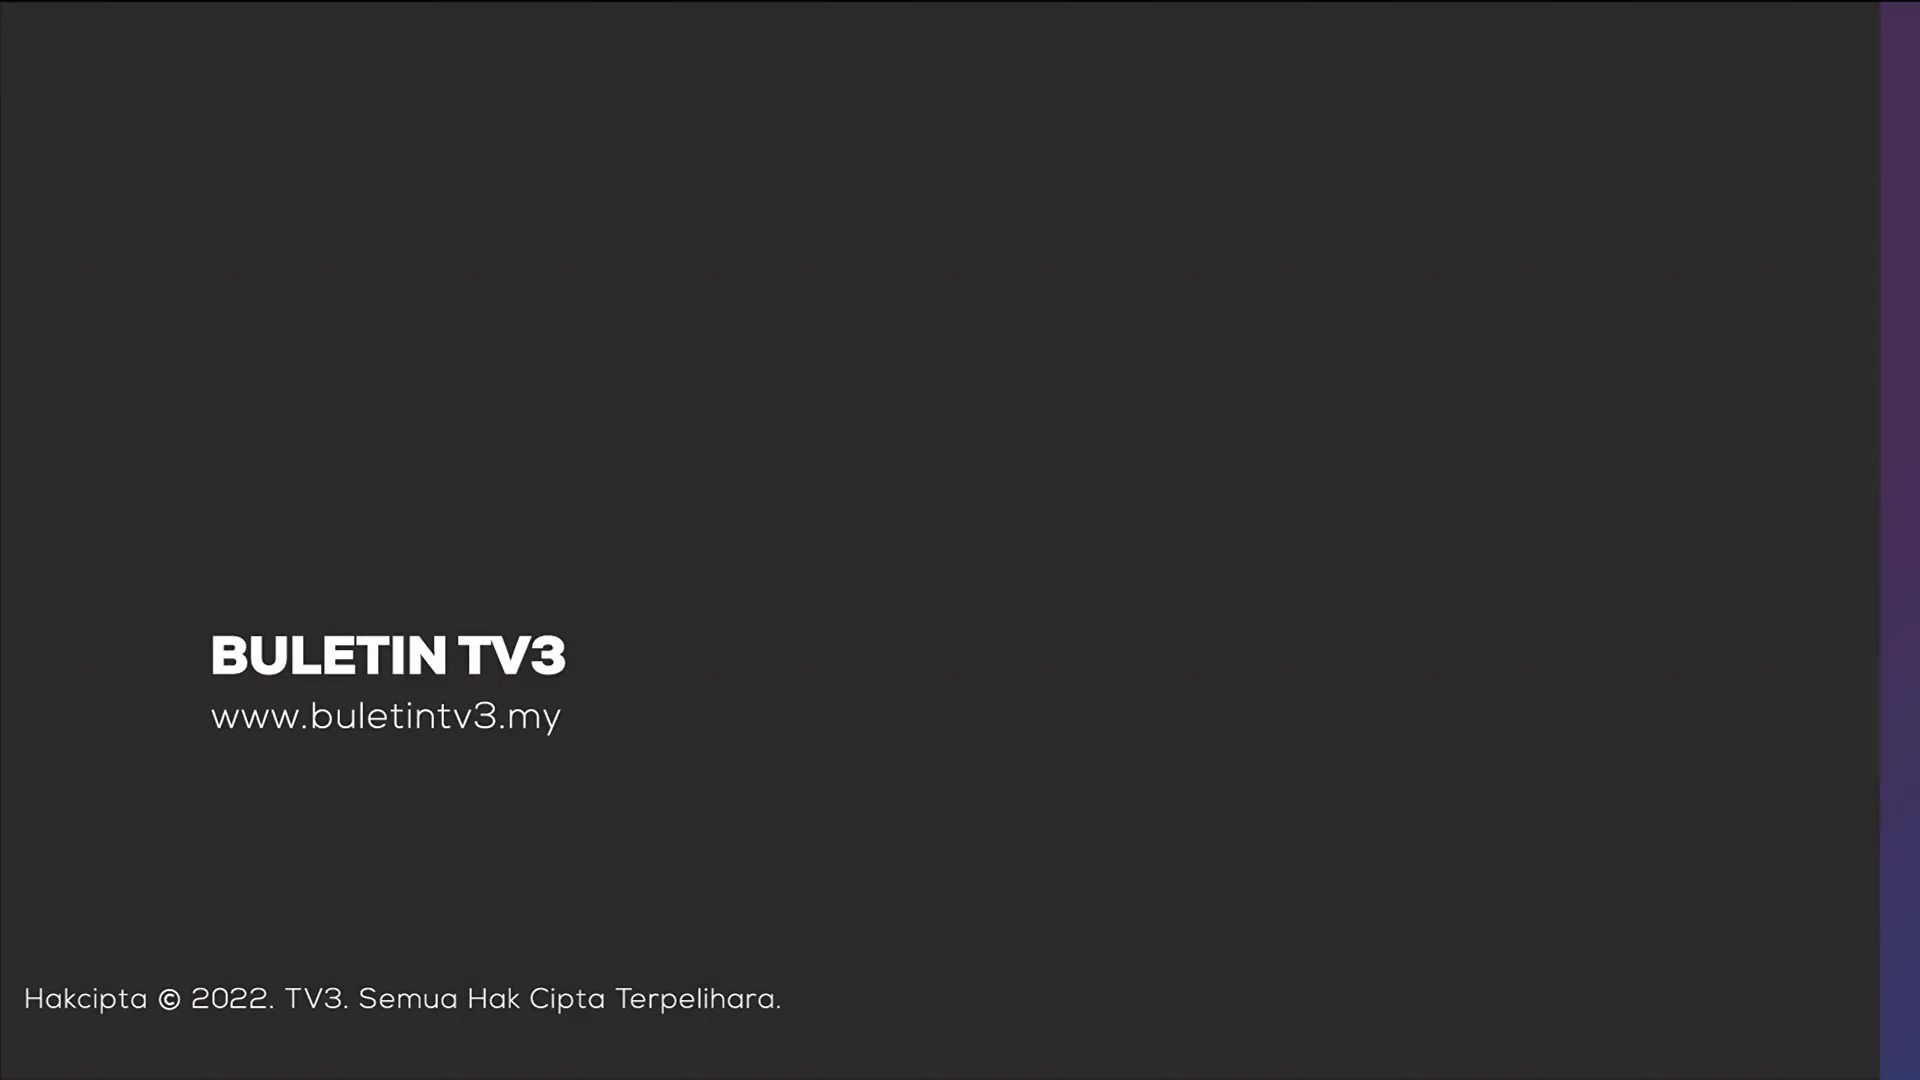 BULETIN TV3
www.buletintv3.my
Hakcipta © 2022. TV3. Semua Hak Cipta Terpelihara.